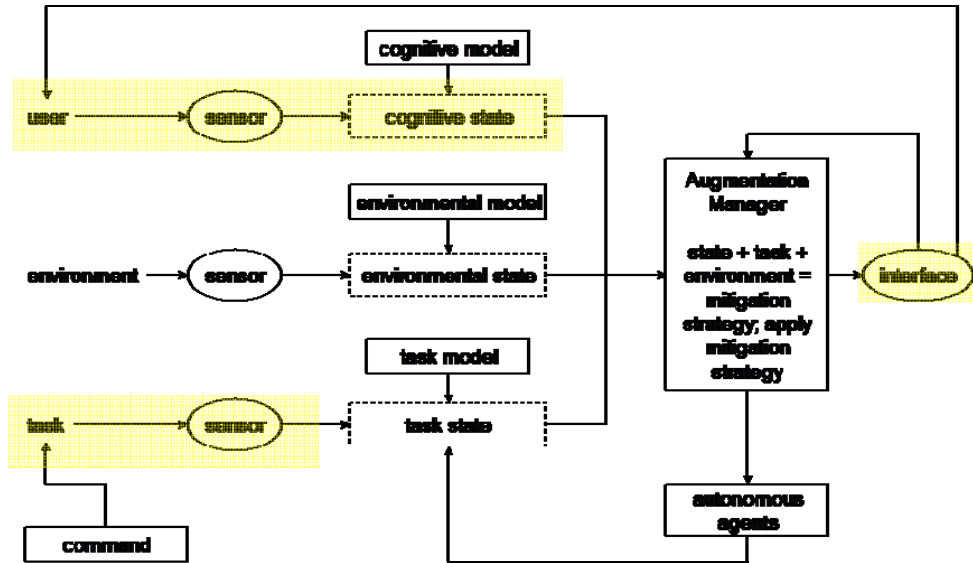 cognitive model
user
sensor
cognitive state
environmental model
environment
sensor
environmental state
task model
task
sensor
task state
command
Augmentation
Manager
state + task +
environment =
mitigation
strategy; apply
mitigation
strategy
interface
autonomous
agents